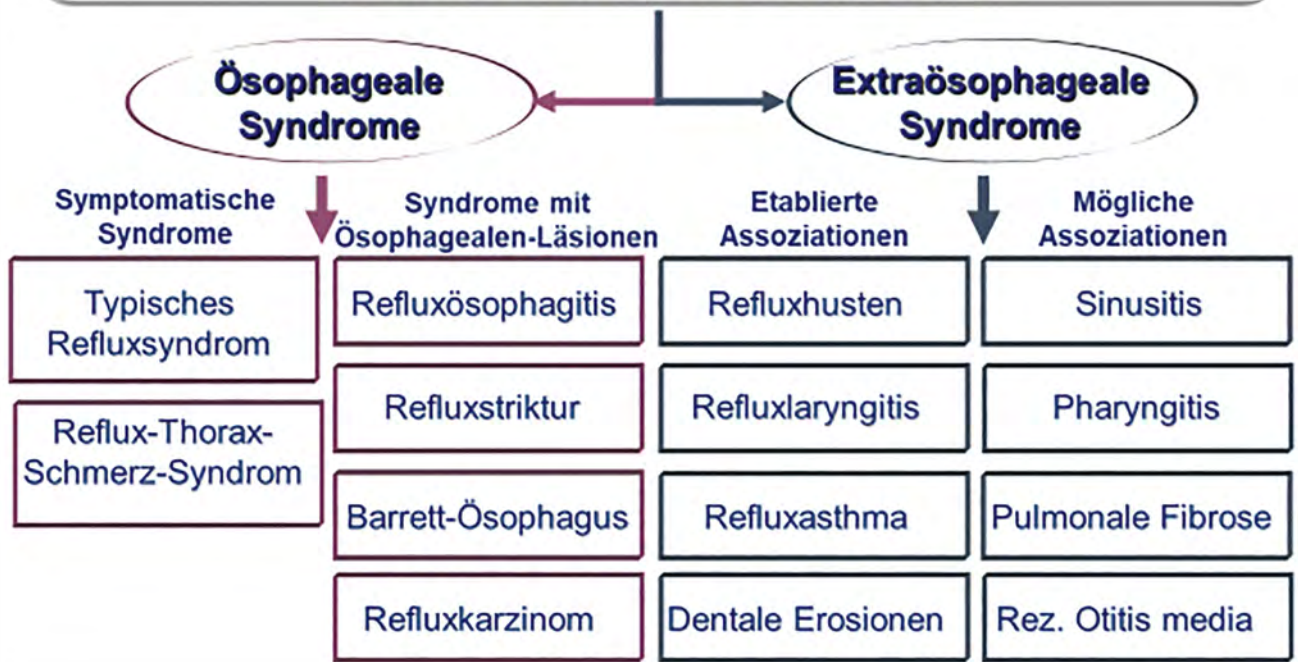 Ösophageale
Syndrome
Extraösophageale
Syndrome
Symptomatische
Syndrome
Typisches
Refluxsyndrom
Reflux-Thorax-
Schmerz-Syndrom
Syndrome mit
Ösophagealen-Läsionen
Refluxösophagitis
Refluxstriktur
Barrett-Ösophagus
Refluxkarzinom
Etablierte
Assoziationen
Refluxhusten
Refluxlaryngitis
Refluxasthma
Dentale Erosionen
Mögliche
Assoziationen
Sinusitis
Pharyngitis
Pulmonale Fibrose
Rez. Otitis media